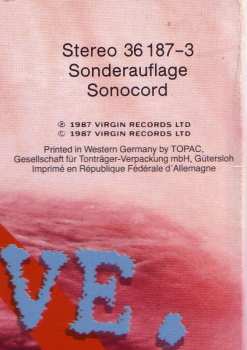 Stereo 36 187-3
Sonderauflage
Sonocord
℗ 1987 VIRGIN RECORDS LTD
© 1987 VIRGIN RECORDS LTD
Printed in Western Germany by TOPAC,
Gesellschaft für Tonträger-Verpackung mbH, Gütersloh
Imprimé en République Fédérale d'Allemagne
VE.